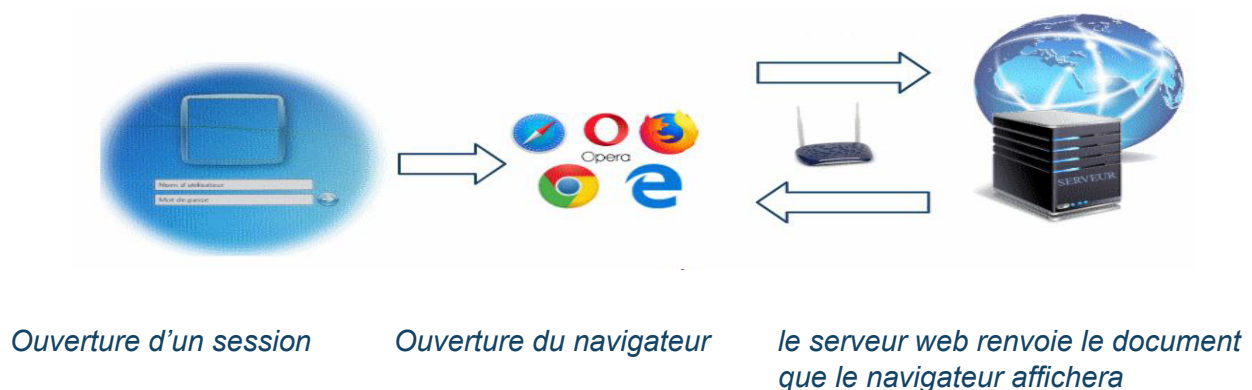 Nom d'utilisateur
Mot de passe
Opera
SERVEUR
Ouverture d'un session
Ouverture du navigateur
le serveur web renvoie le document
que le navigateur affichera